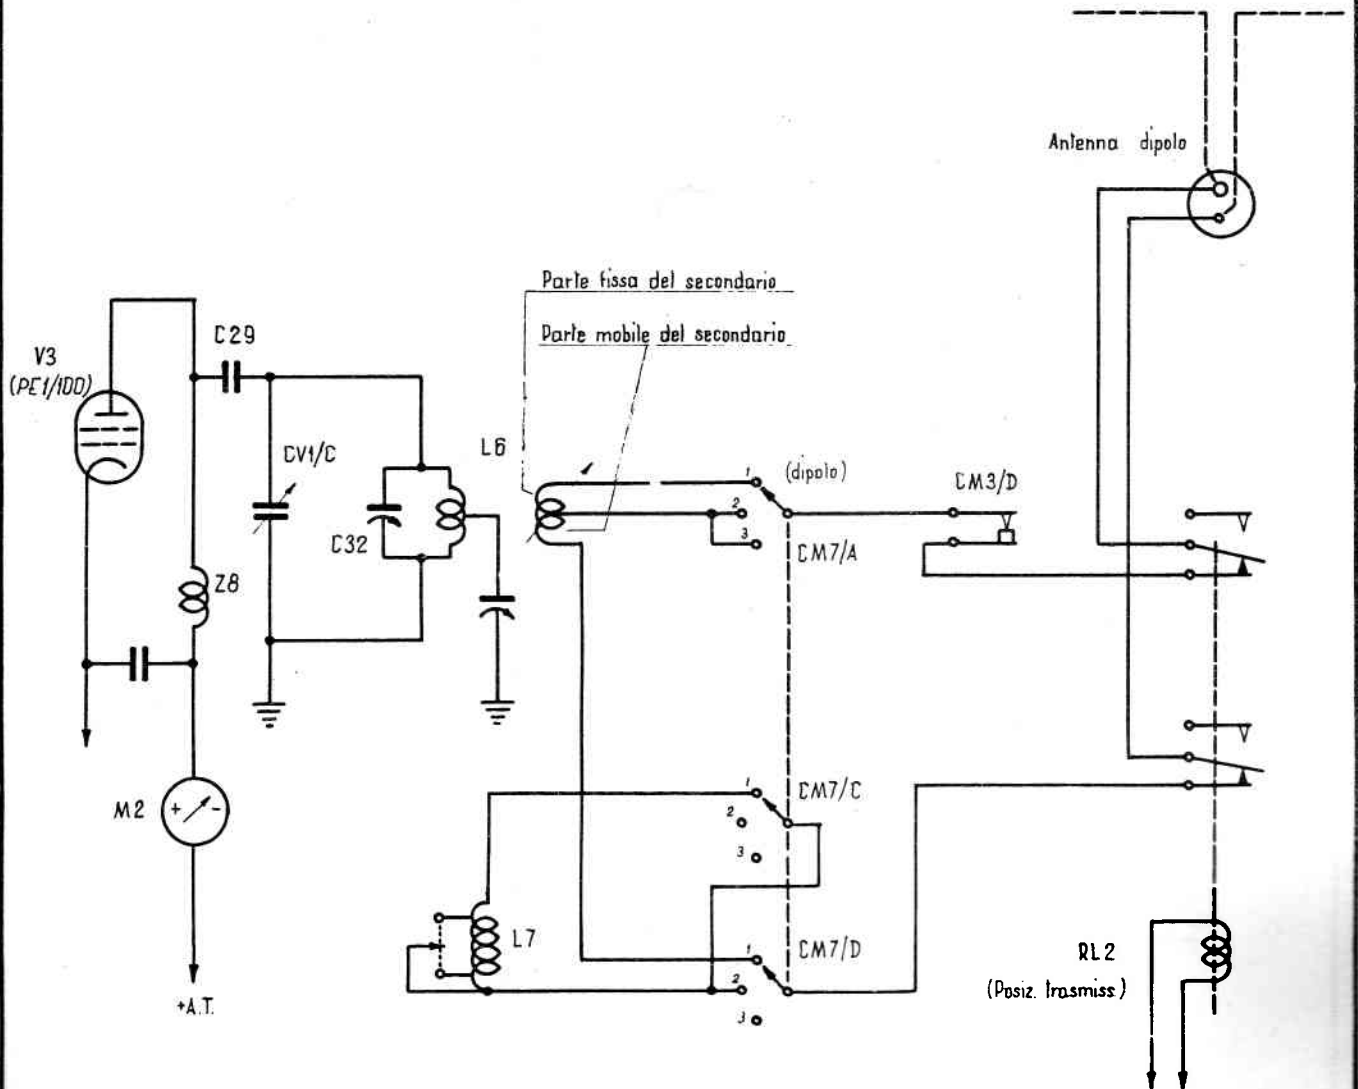 Antenna dipolo
Parte fissa del secondario
Parte mobile del secondario
V3
(PE1/100)
C29
CV1/C
L6
C32
Z8
1
(dipolo)
2
3
CM7/A
CM3/D
M2
+ -
+A.T.
1
CM7/C
2
3
L7
1
CM7/D
2
3
RL2
(Posiz. trasmiss.)